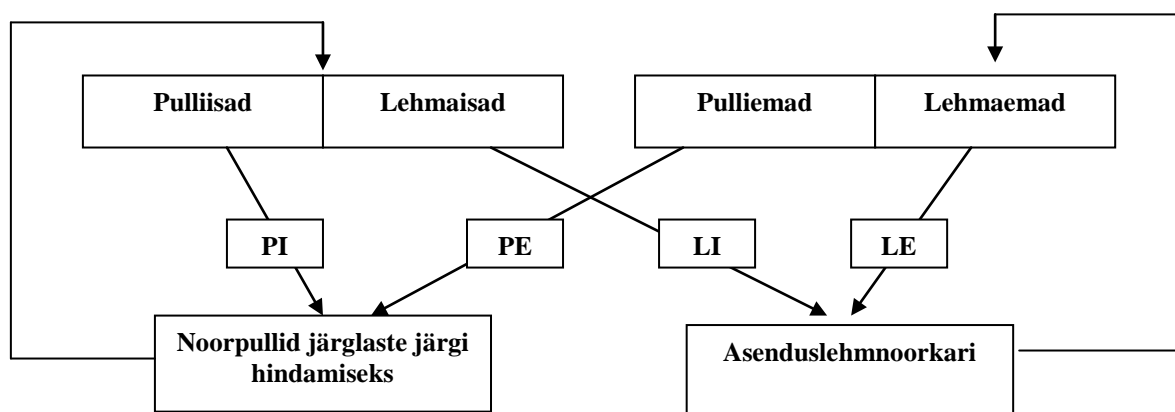 Pulliisad
Lehmaisad
Pulliemad
Lehmaemad
PI
PE
LI
LE
Noorpullid järglaste järgi
hindamiseks
Asenduslehmnoorkari